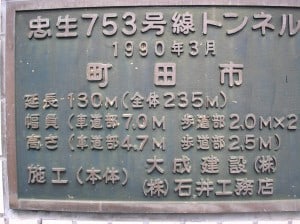 忠生753号線トンネル
1990年3月
町田市
延長 130M(全体235M)
幅員(車道部7.0M 歩道部2.0M×2)
高さ(車道部4.7M 歩道部2.5M)
施工(本体) 大成建設(株)
(株)石井工務店